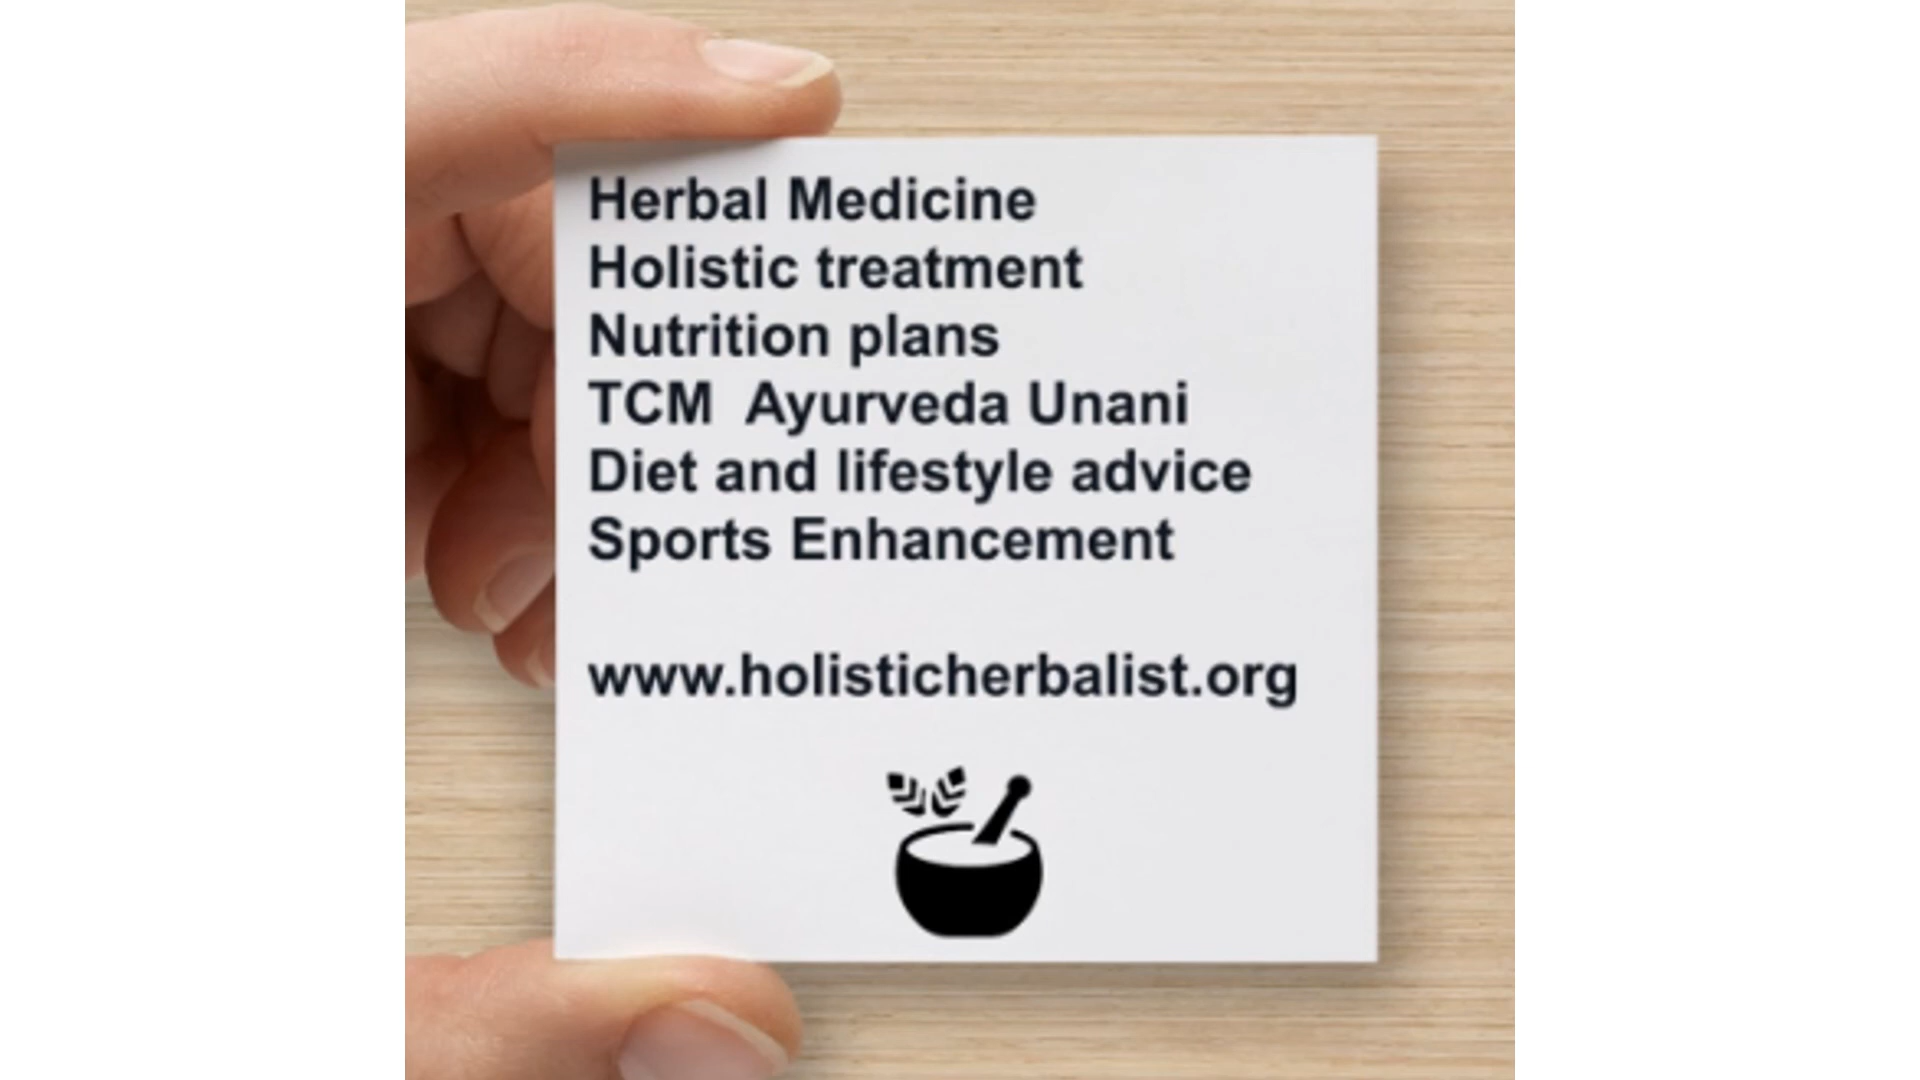 Herbal Medicine
Holistic treatment
Nutrition plans
TCM  Ayurveda Unani
Diet and lifestyle advice
Sports Enhancement
www.holisticherbalist.org